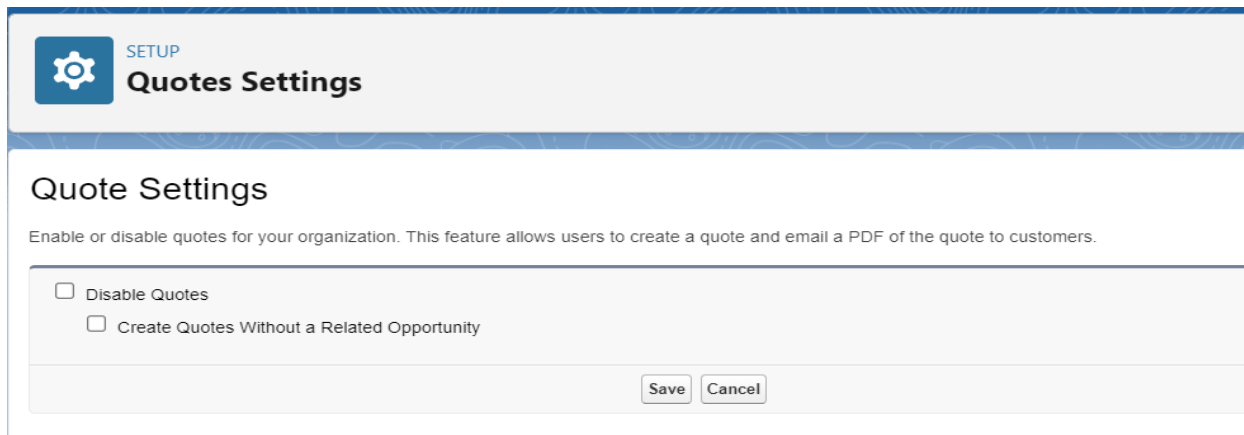 SETUP
Quotes Settings
Quote Settings
Enable or disable quotes for your organization. This feature allows users to create a quote and email a PDF of the quote to customers.
Disable Quotes
Create Quotes Without a Related Opportunity
Save Cancel